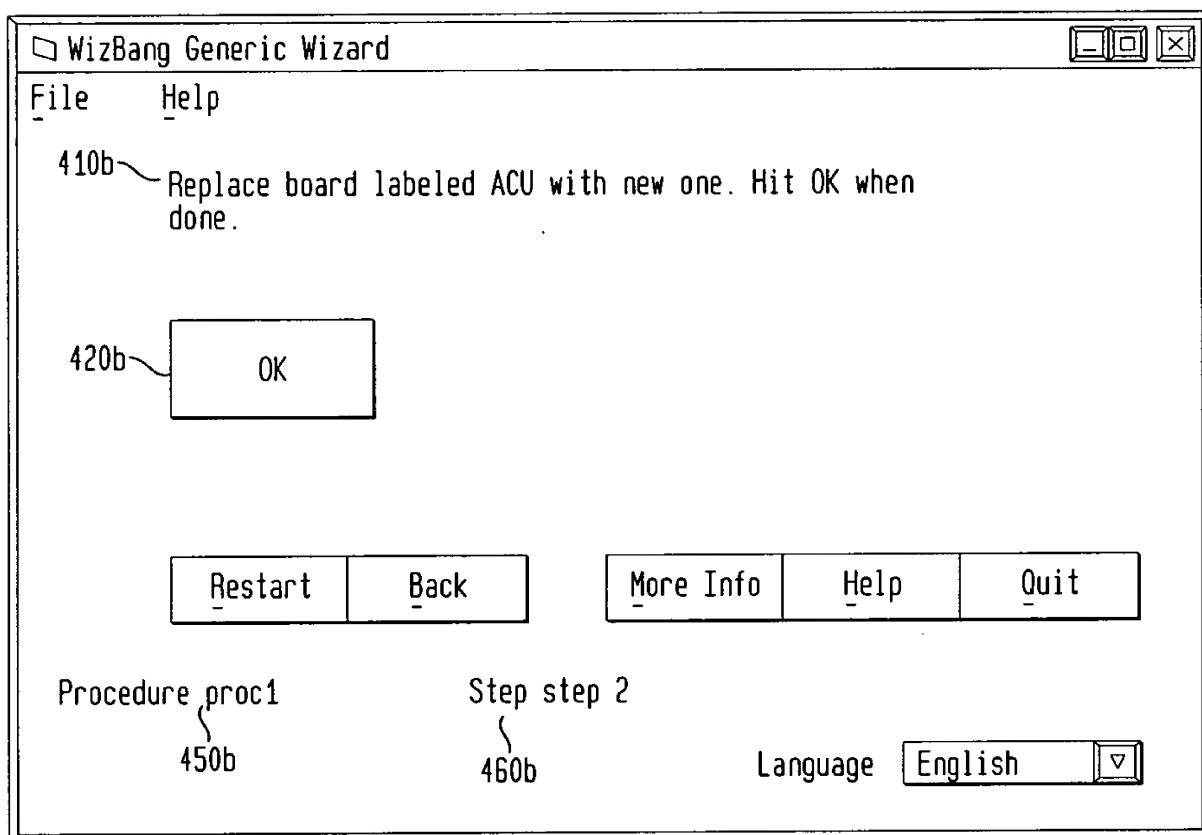 WizBang Generic Wizard
File Help
410b
Replace board labeled ACU with new one. Hit OK when
done.
420b
OK
Restart Back More Info Help Quit
Procedure proc1 Step step 2
450b 460b
Language English